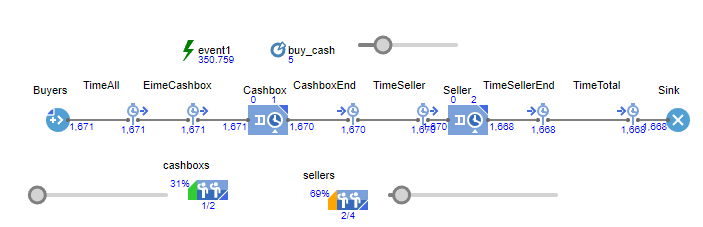 event1
350.759
buy_cash
5
Buyers
TimeAll
EimeCashbox
Cashbox
CashboxEnd
TimeSeller
Seller
TimeSellerEnd
TimeTotal
Sink
0 1
0 2
1,671
1,671
1,671
1,671
1,670
1,670
1,670
1,670
1,668
1,668
1,668
1,668
cashboxs
31%
1/2
sellers
69%
2/4